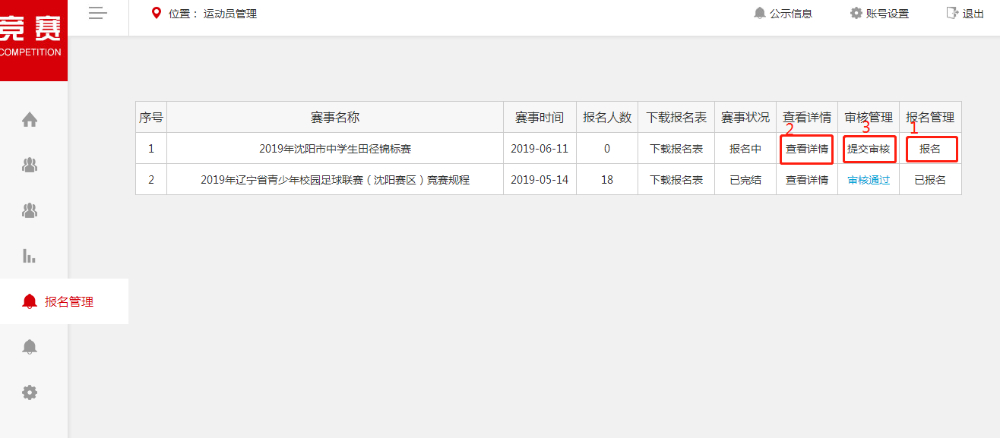 竞 赛
COMPETITION
位置： 运动员管理
公示信息
账号设置
退出
报名管理
序号 赛事名称 赛事时间 报名人数 下载报名表 赛事状况 查看详情 审核管理 报名管理
2 3 1
1 2019年沈阳市中学生田径锦标赛 2019-06-11 0 下载报名表 报名中 查看详情 提交审核 报名
2 2019年辽宁省青少年校园足球联赛（沈阳赛区）竞赛规程 2019-05-14 18 下载报名表 已完结 查看详情 审核通过 已报名